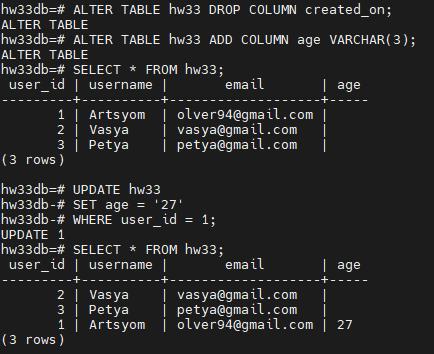 hw33db=# ALTER TABLE hw33 DROP COLUMN created_on;
ALTER TABLE
hw33db=# ALTER TABLE hw33 ADD COLUMN age VARCHAR(3);
ALTER TABLE
hw33db=# SELECT * FROM hw33;
 user_id | username |       email       | age
---------+----------+-------------------+-----
       1 | Artsyom  | olver94@gmail.com |
       2 | Vasya    | vasya@gmail.com   |
       3 | Petya    | petya@gmail.com   |
(3 rows)

hw33db=# UPDATE hw33
hw33db-# SET age = '27'
hw33db-# WHERE user_id = 1;
UPDATE 1
hw33db=# SELECT * FROM hw33;
 user_id | username |       email       | age
---------+----------+-------------------+-----
       2 | Vasya    | vasya@gmail.com   |
       3 | Petya    | petya@gmail.com   |
       1 | Artsyom  | olver94@gmail.com | 27
(3 rows)